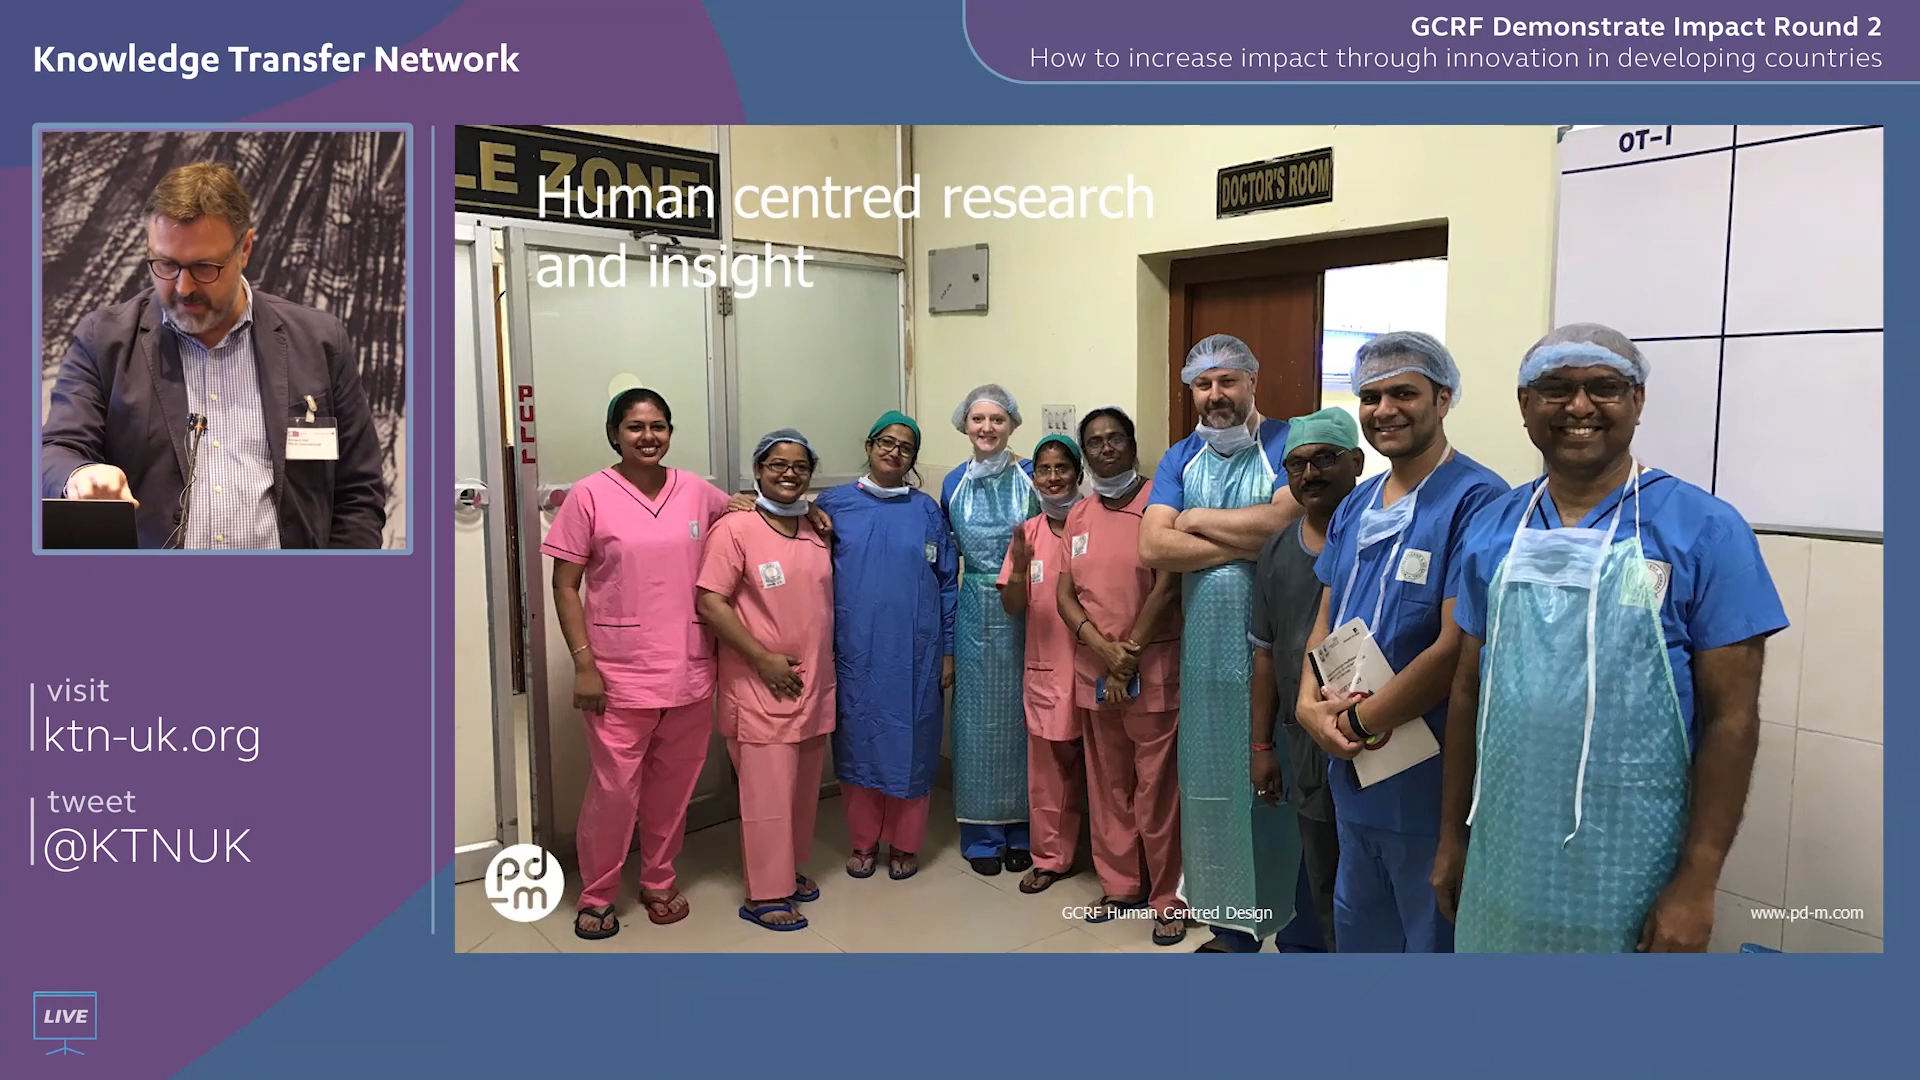 Knowledge Transfer Network
GCRF Demonstrate Impact Round 2
How to increase impact through innovation in developing countries
LE ZONE
DOCTOR'S ROOM
OT-1
Human centred research
and insight
PULL
visit
ktn-uk.org
tweet
@KTNUK
pd
-m
GCRF Human Centred Design
www.pd-m.com
LIVE